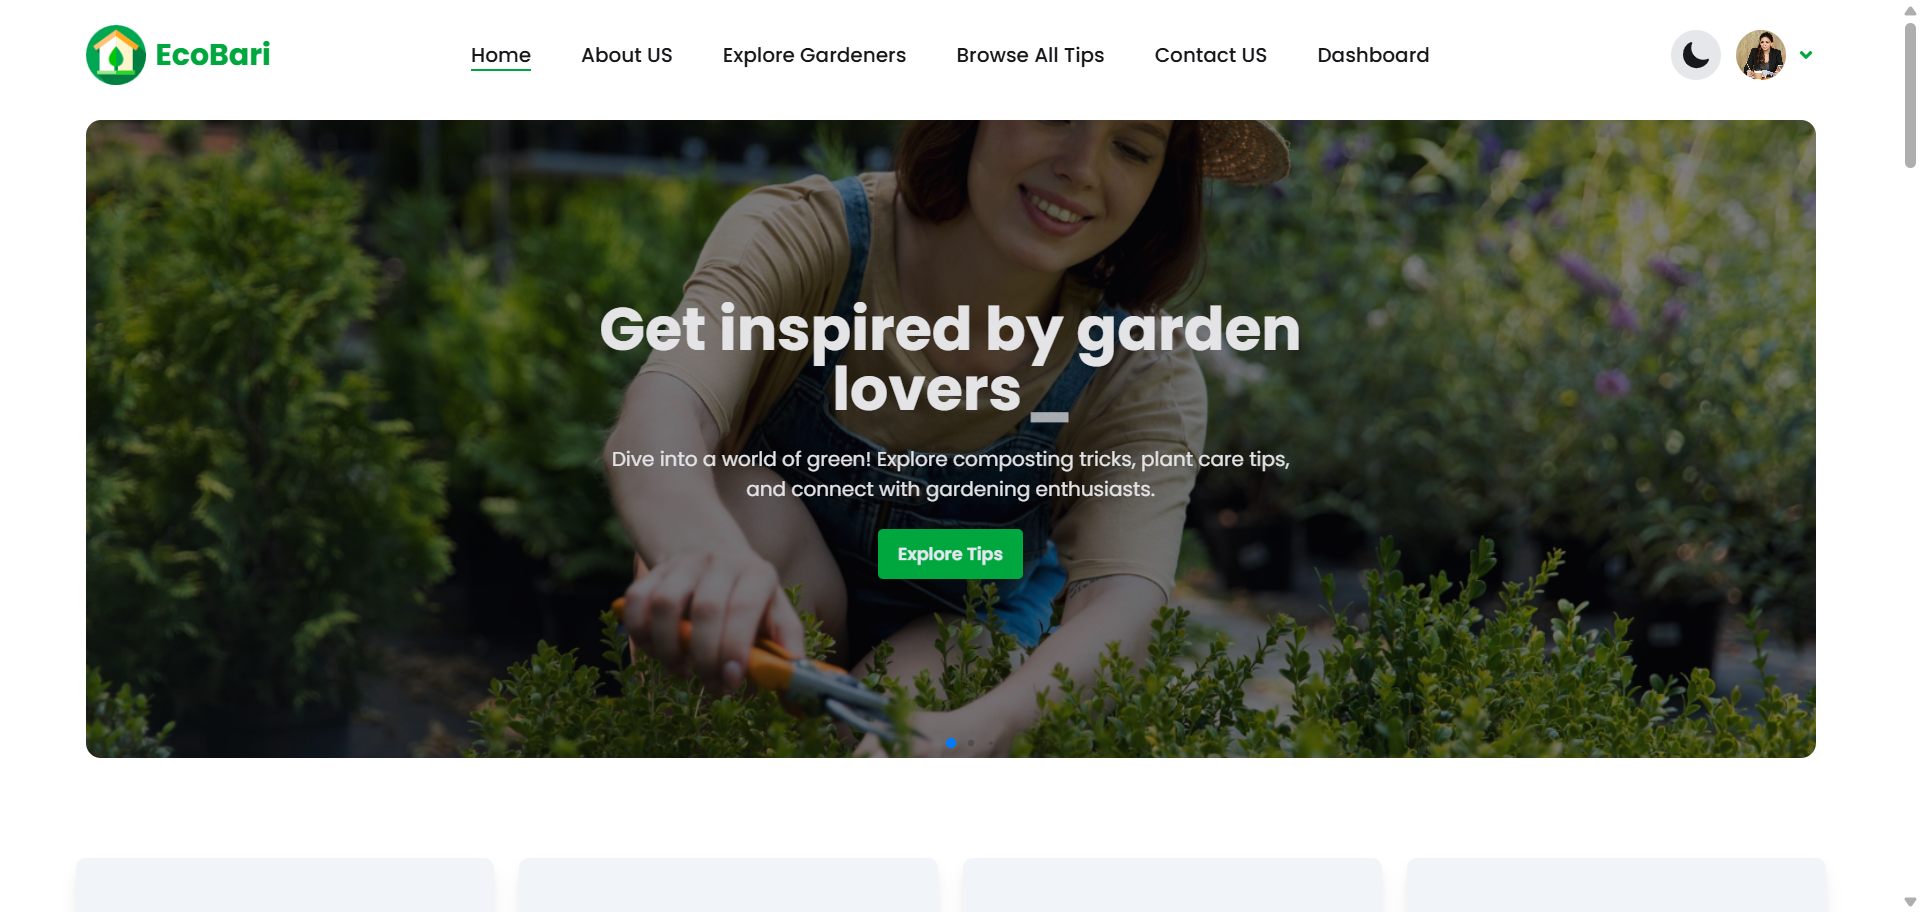 EcoBari
Home
About US
Explore Gardeners
Browse All Tips
Contact US
Dashboard
Get inspired by garden
lovers_
Dive into a world of green! Explore composting tricks, plant care tips,
and connect with gardening enthusiasts.
Explore Tips